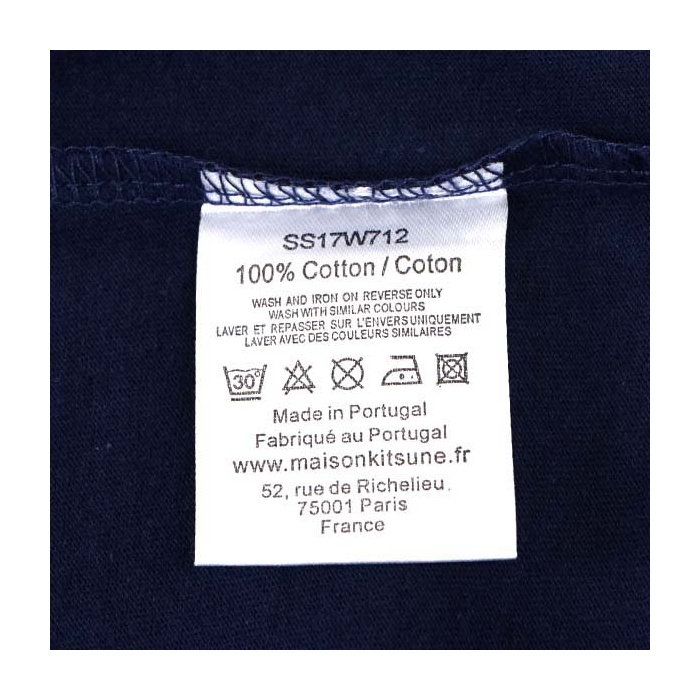 SS17W712
100% Cotton / Coton
WASH AND IRON ON REVERSE ONLY
WASH WITH SIMILAR COLOURS
LAVER ET REPASSER SUR L'ENVERS UNIQUEMENT
LAVER AVEC DES COULEURS SIMILAIRES
30°
Made in Portugal
Fabriqué au Portugal
www.maisonkitsune.fr
52, rue de Richelieu.
75001 Paris
France